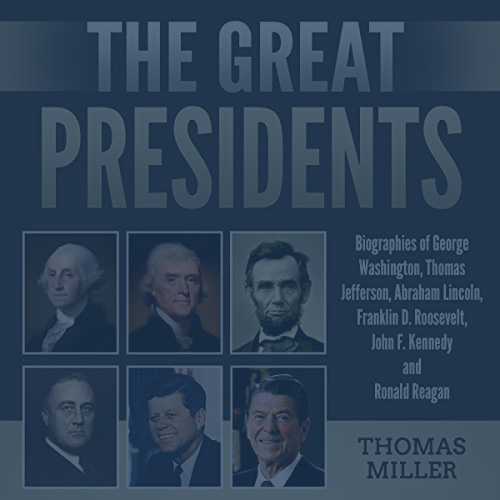 THE GREAT
PRESIDENTS
Biographies of George
Washington, Thomas
Jefferson, Abraham Lincoln,
Franklin D. Roosevelt,
John F. Kennedy
and
Ronald Reagan
THOMAS
MILLER